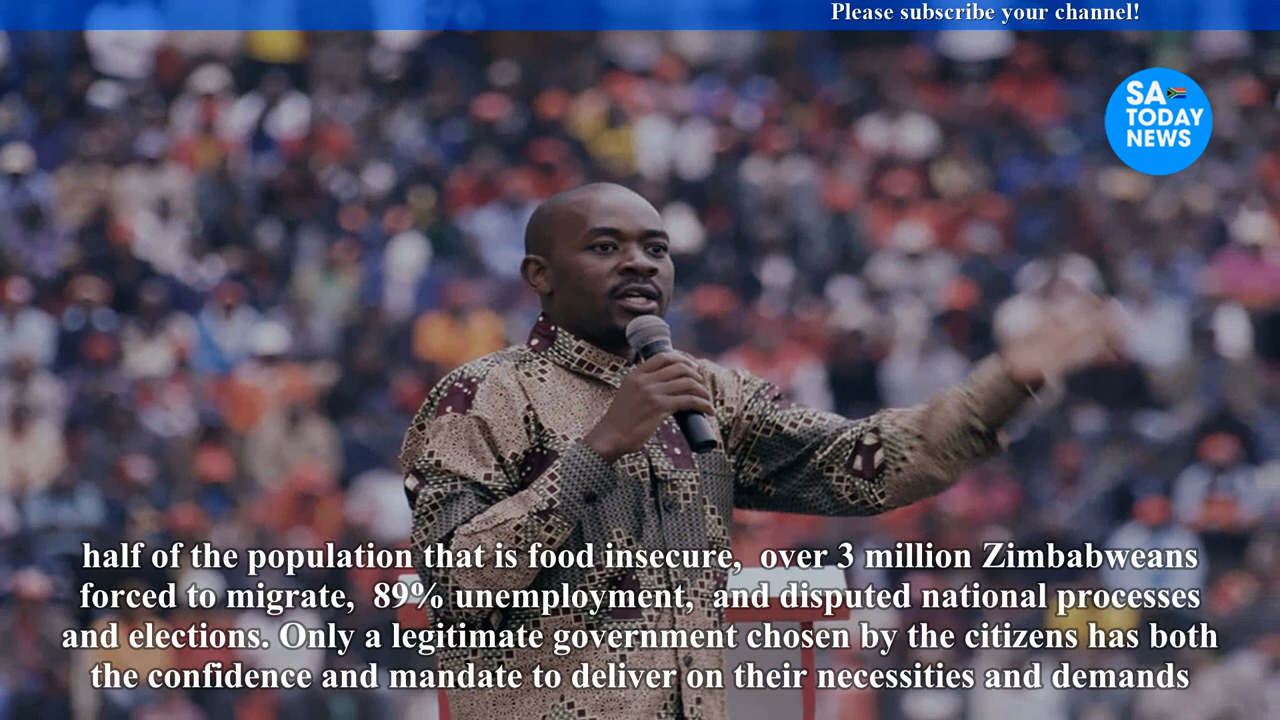 Please subscribe your channel!
SA
TODAY
NEWS
half of the population that is food insecure, over 3 million Zimbabweans
forced to migrate, 89% unemployment, and disputed national processes
and elections. Only a legitimate government chosen by the citizens has both
the confidence and mandate to deliver on their necessities and demands